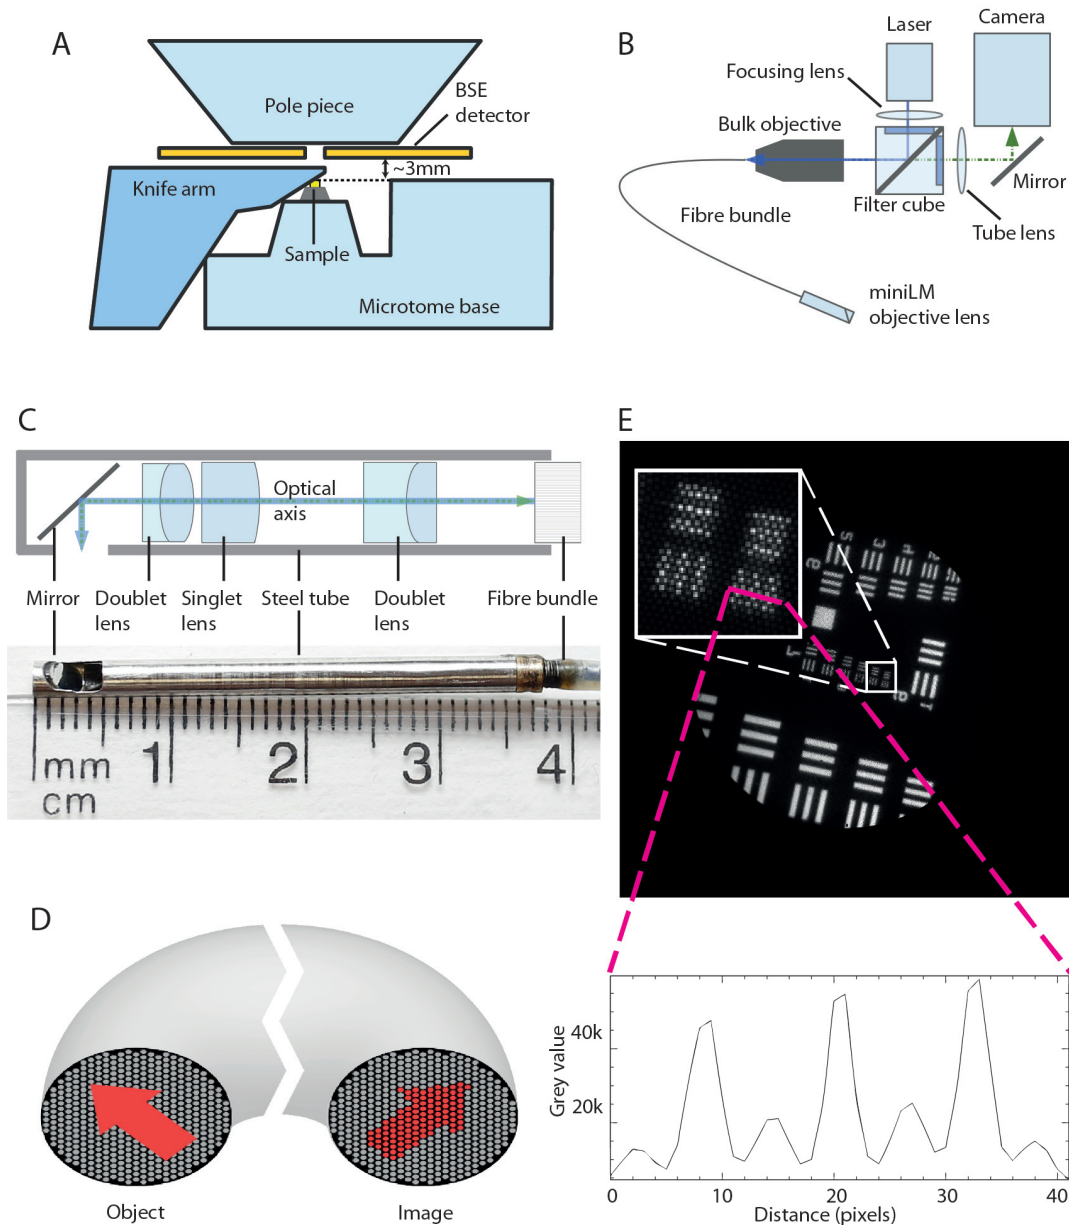 A
Pole piece
BSE
detector
~3mm
Knife arm
Sample
Microtome base
B
Laser
Camera
Focusing lens
Bulk objective
Mirror
Filter cube
Fibre bundle
Tube lens
miniLM
objective lens
C
Optical
axis
Mirror
Doublet
lens
Singlet
lens
Steel tube
Doublet
lens
Fibre bundle
1 2 3 4
mm
cm
D
Object
Image
E
5 3
Grey value
40k
20k
0 10 20 30 40
Distance (pixels)